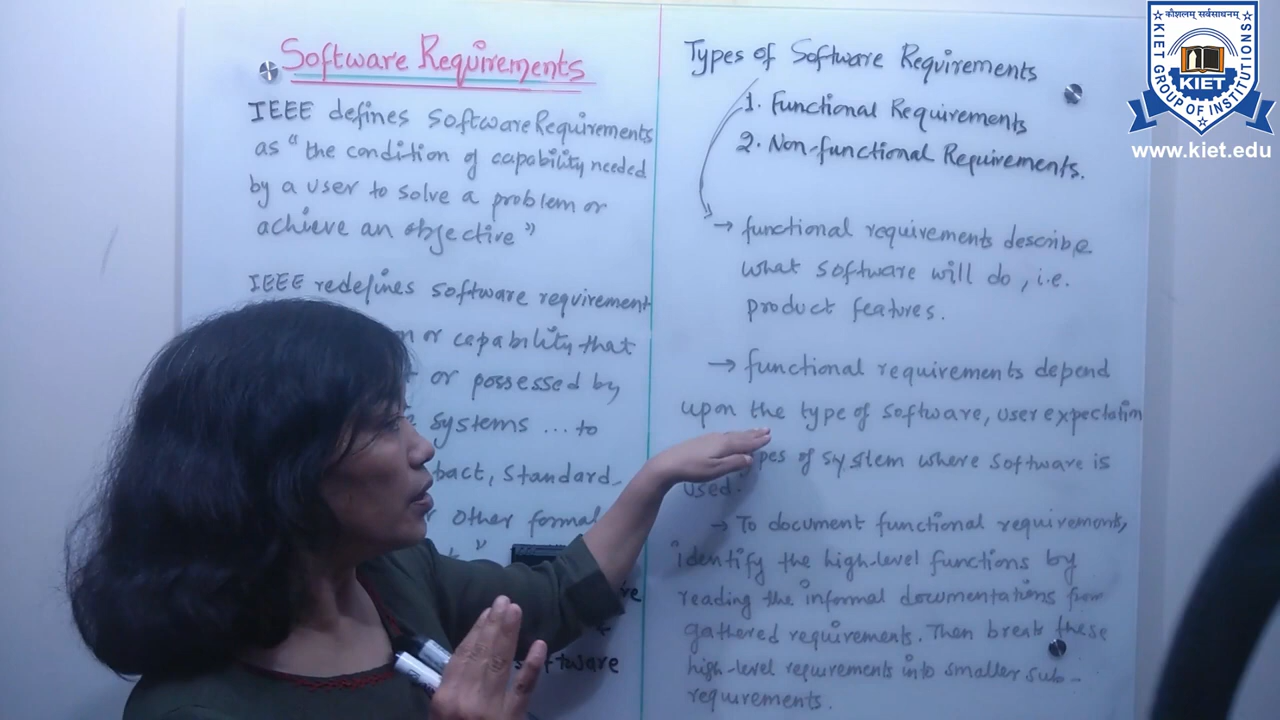 Software Requirements
IEEE defines Software Requirements
as "the condition of capability needed
by a user to solve a problem or
achieve an objective"
IEEE redefines software requirement
or capability that
or possessed by
systems ... to
Standard
or other formal
software
Types of Software Requirements
1. Functional Requirements
2. Non-functional Requirements.
→ functional requirements describe
what software will do, i.e.
product features.
→ functional requirements depend
upon the type of software, user expectation
of system where software is
used.
→ To document functional requirements,
identify the high-level functions by
reading the informal documentations from
gathered requirements. Then break these
high-level requirements into smaller sub-
requirements.
कौशलम् सर्वसाधनम्
KIET GROUP OF INSTITUTIONS
KIET
www.kiet.edu